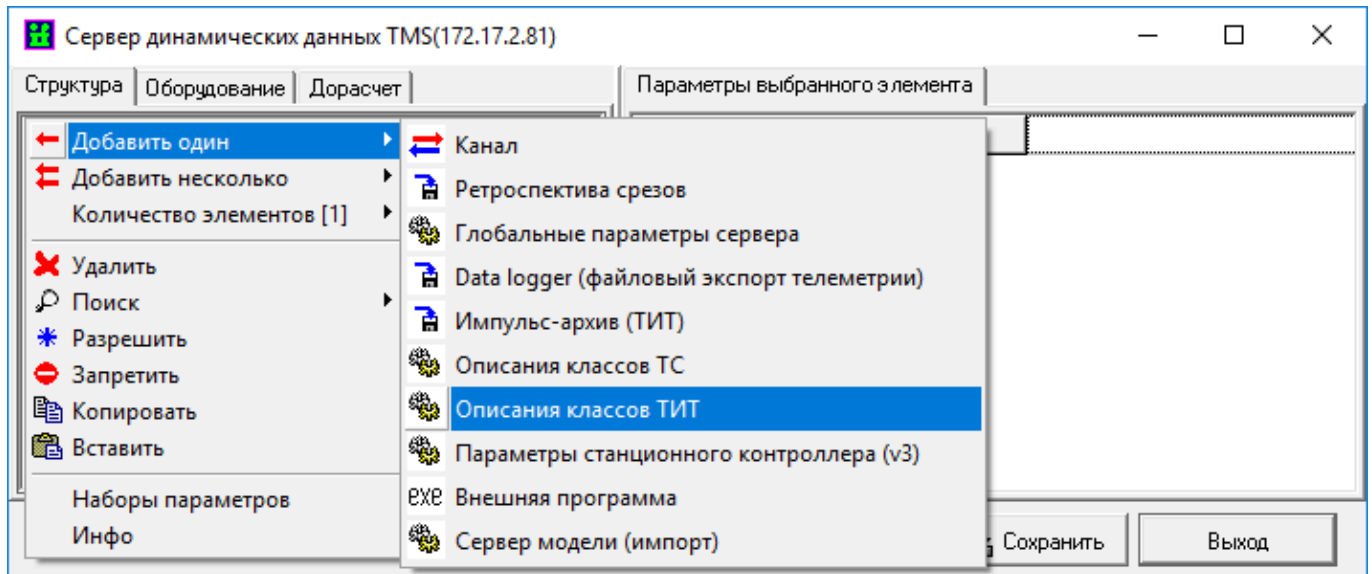 Сервер динамических данных TMS(172.17.2.81)
Структура Оборудование Дорасчет Параметры выбранного элемента
Добавить один
Добавить несколько
Количество элементов [1]
Удалить
Поиск
Разрешить
Запретить
Копировать
Вставить
Наборы параметров
Инфо
Канал
Ретроспектива срезов
Глобальные параметры сервера
Data logger (файловый экспорт телеметрии)
Импульс-архив (ТИТ)
Описания классов ТС
Описания классов ТИТ
Параметры станционного контроллера (v3)
exe Внешняя программа
Сервер модели (импорт)
Сохранить Выход